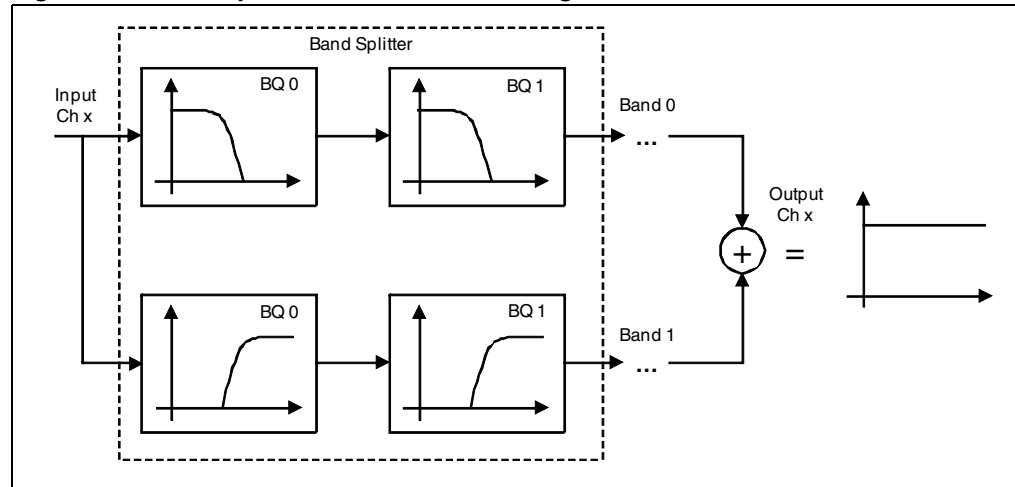 Band Splitter
Input
Ch x
BQ 0
BQ 1
Band 0
...
Output
Ch x
+
=
BQ 0
BQ 1
Band 1
...